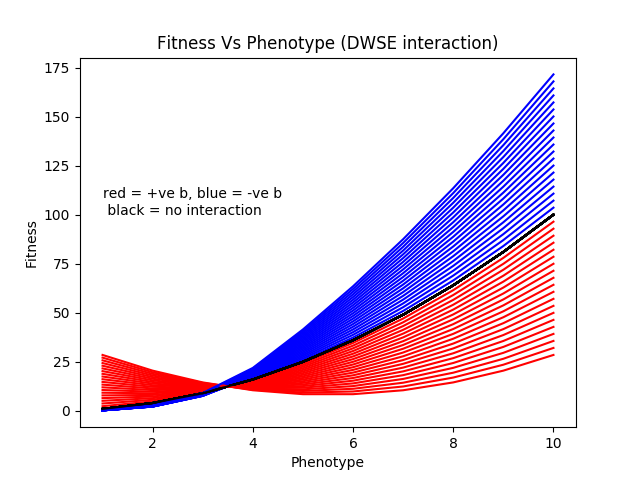 Fitness Vs Phenotype (DWSE interaction)
175
150
125
100
75
50
25
0
Fitness
red = +ve b, blue = -ve b
black = no interaction
2
4
6
8
10
Phenotype